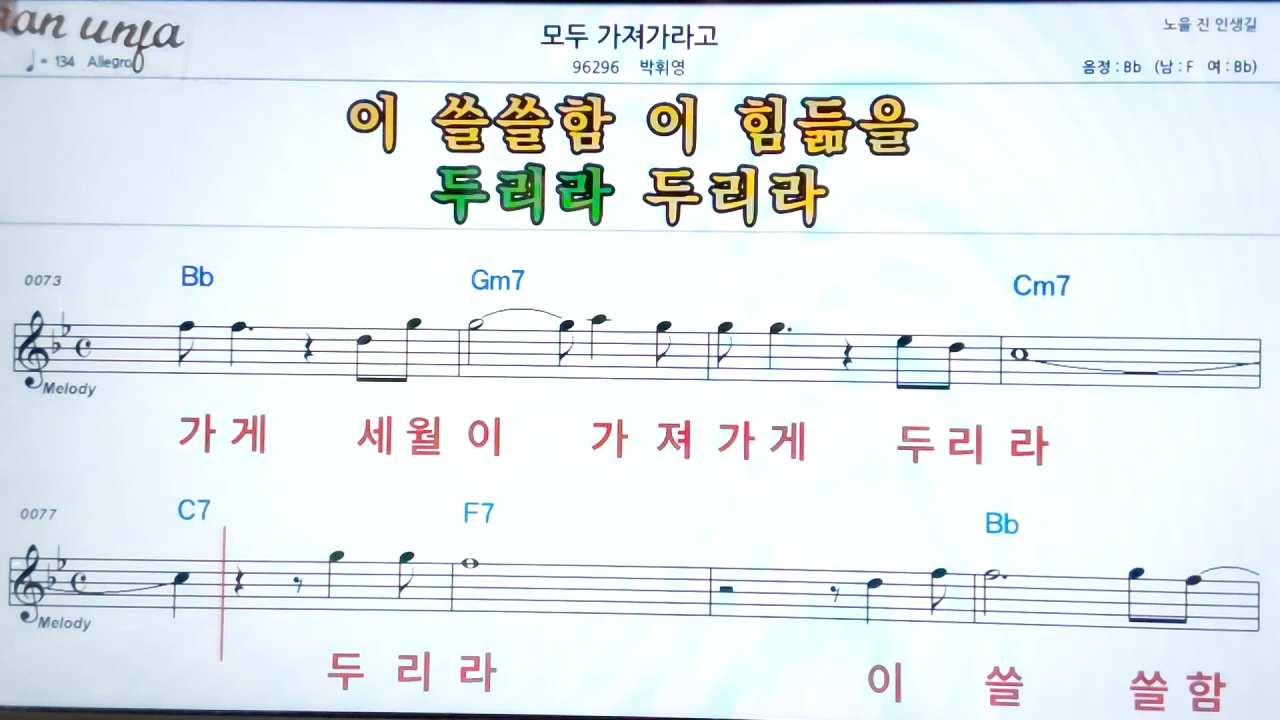 노을 진 인생길
모두 가져가라고
♩= 134 Allegro
96296 박휘영
음정 : Bb (남 : F 여 : Bb)
이 쓸쓸함 이 힘듦을
두리라 두리라
0073
Bb Gm7 Cm7
Melody
가 게 세 월 이 가 져 가 게 두 리 라
0077
C7 F7 Bb
Melody
두 리 라 이 쓸 쓸 함